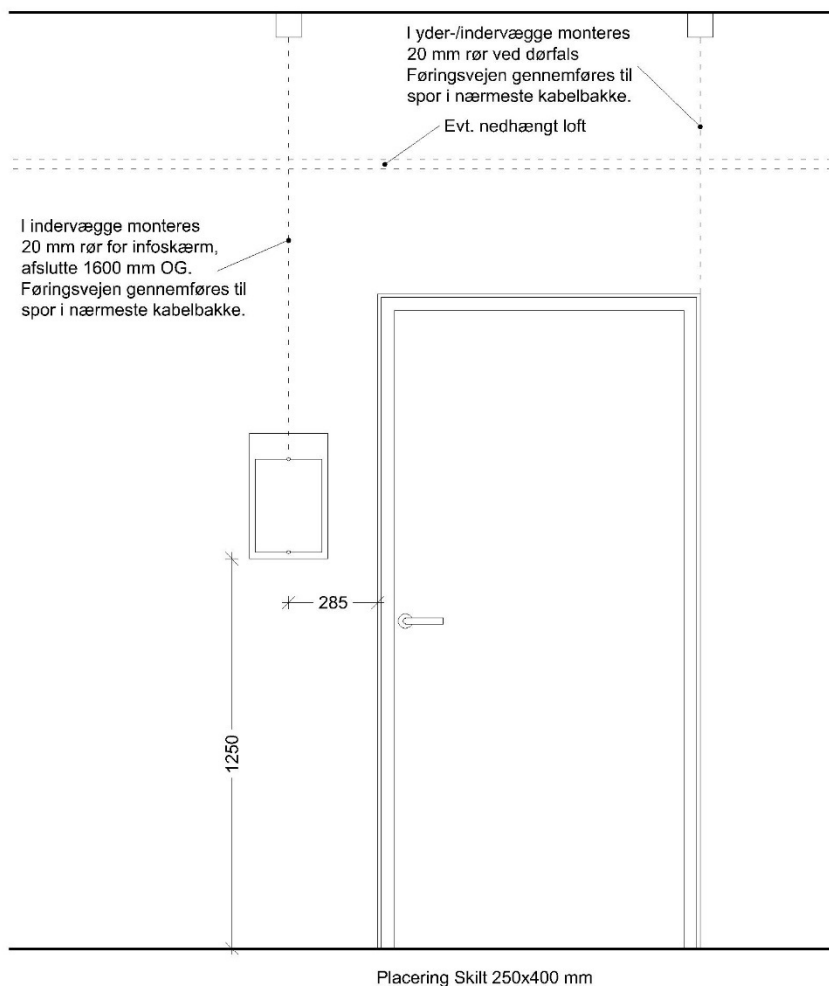 I yder-/indervægge monteres
20 mm rør ved dørfals
Føringsvejen gennemføres til
spor i nærmeste kabelbakke.
Evt. nedhængt loft
I indervægge monteres
20 mm rør for infoskærm,
afslutte 1600 mm OG.
Føringsvejen gennemføres til
spor i nærmeste kabelbakke.
285
1250
Placering Skilt 250x400 mm